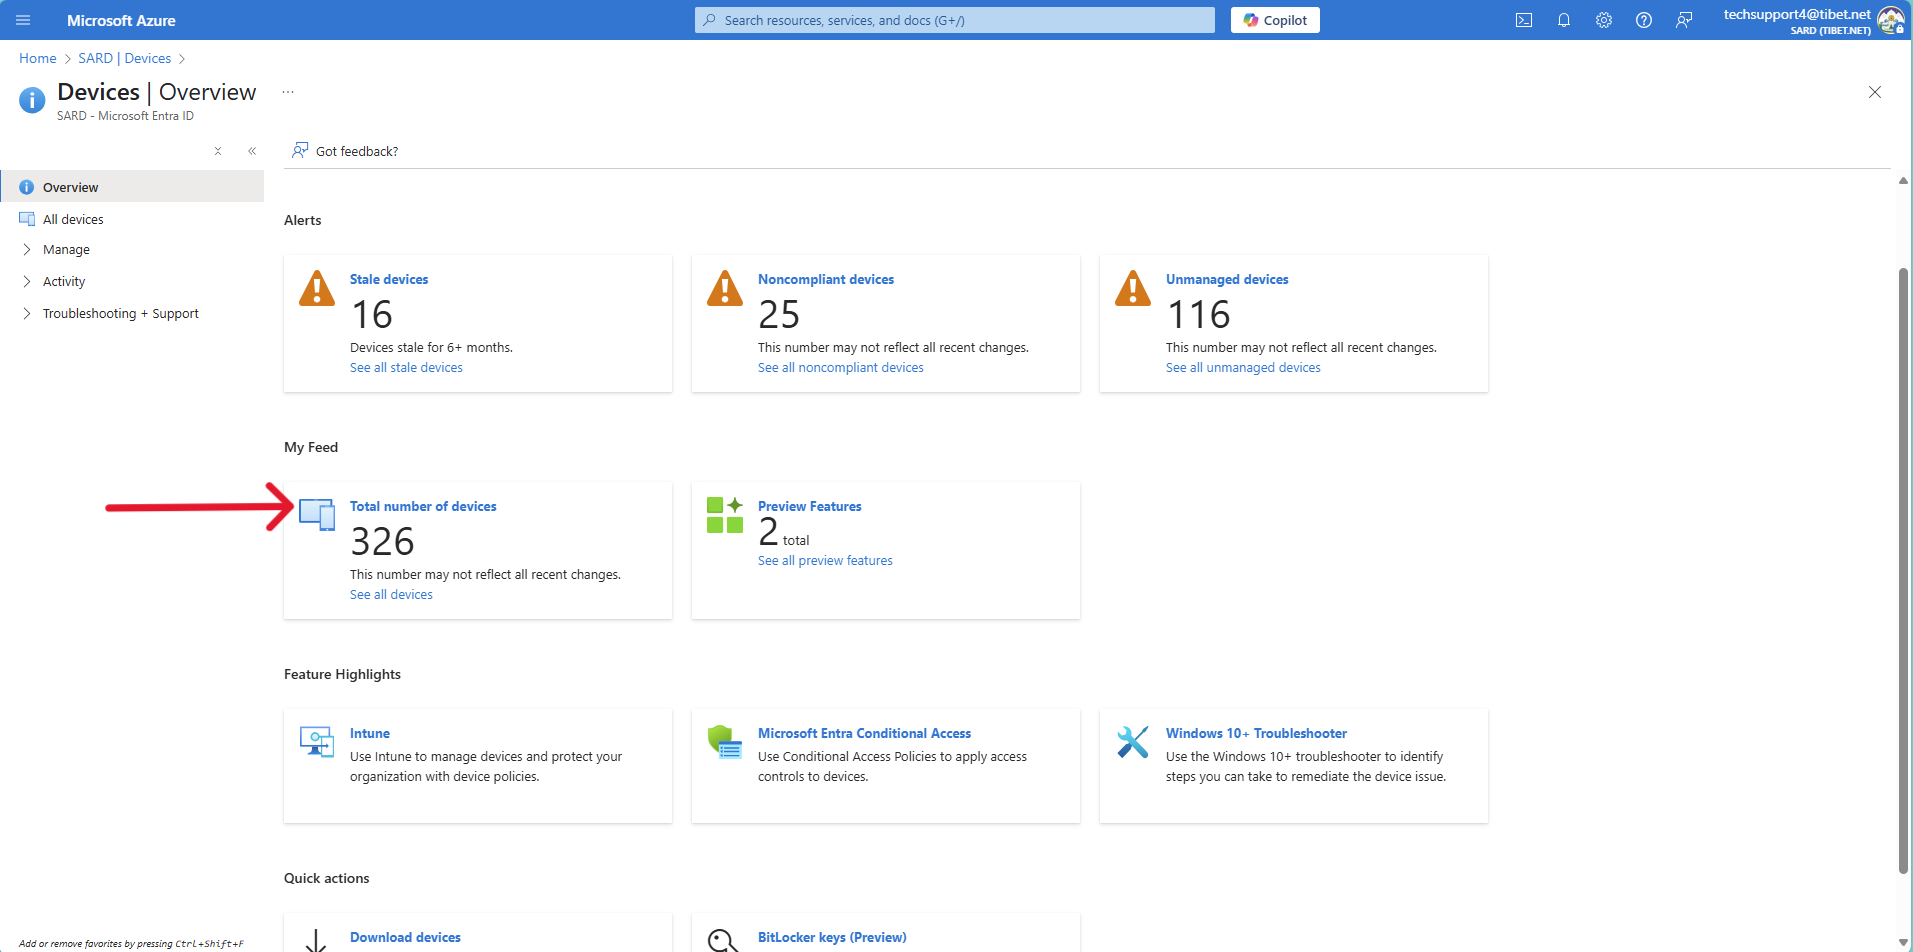 Microsoft Azure
Search resources, services, and docs (G+/)
Copilot
techsupport4@tibet.net
SARD (TIBET.NET)
Home > SARD | Devices >
Devices | Overview ...
SARD - Microsoft Entra ID
Got feedback?
Overview
All devices
Manage
Activity
Troubleshooting + Support
Alerts
Stale devices
16
Devices stale for 6+ months.
See all stale devices
Noncompliant devices
25
This number may not reflect all recent changes.
See all noncompliant devices
Unmanaged devices
116
This number may not reflect all recent changes.
See all unmanaged devices
My Feed
Total number of devices
326
This number may not reflect all recent changes.
See all devices
Preview Features
2 total
See all preview features
Feature Highlights
Intune
Use Intune to manage devices and protect your
organization with device policies.
Microsoft Entra Conditional Access
Use Conditional Access Policies to apply access
controls to devices.
Windows 10+ Troubleshooter
Use the Windows 10+ troubleshooter to identify
steps you can take to remediate the device issue.
Quick actions
Download devices
BitLocker keys (Preview)
Add or remove favorites by pressing Ctrl+Shift+F